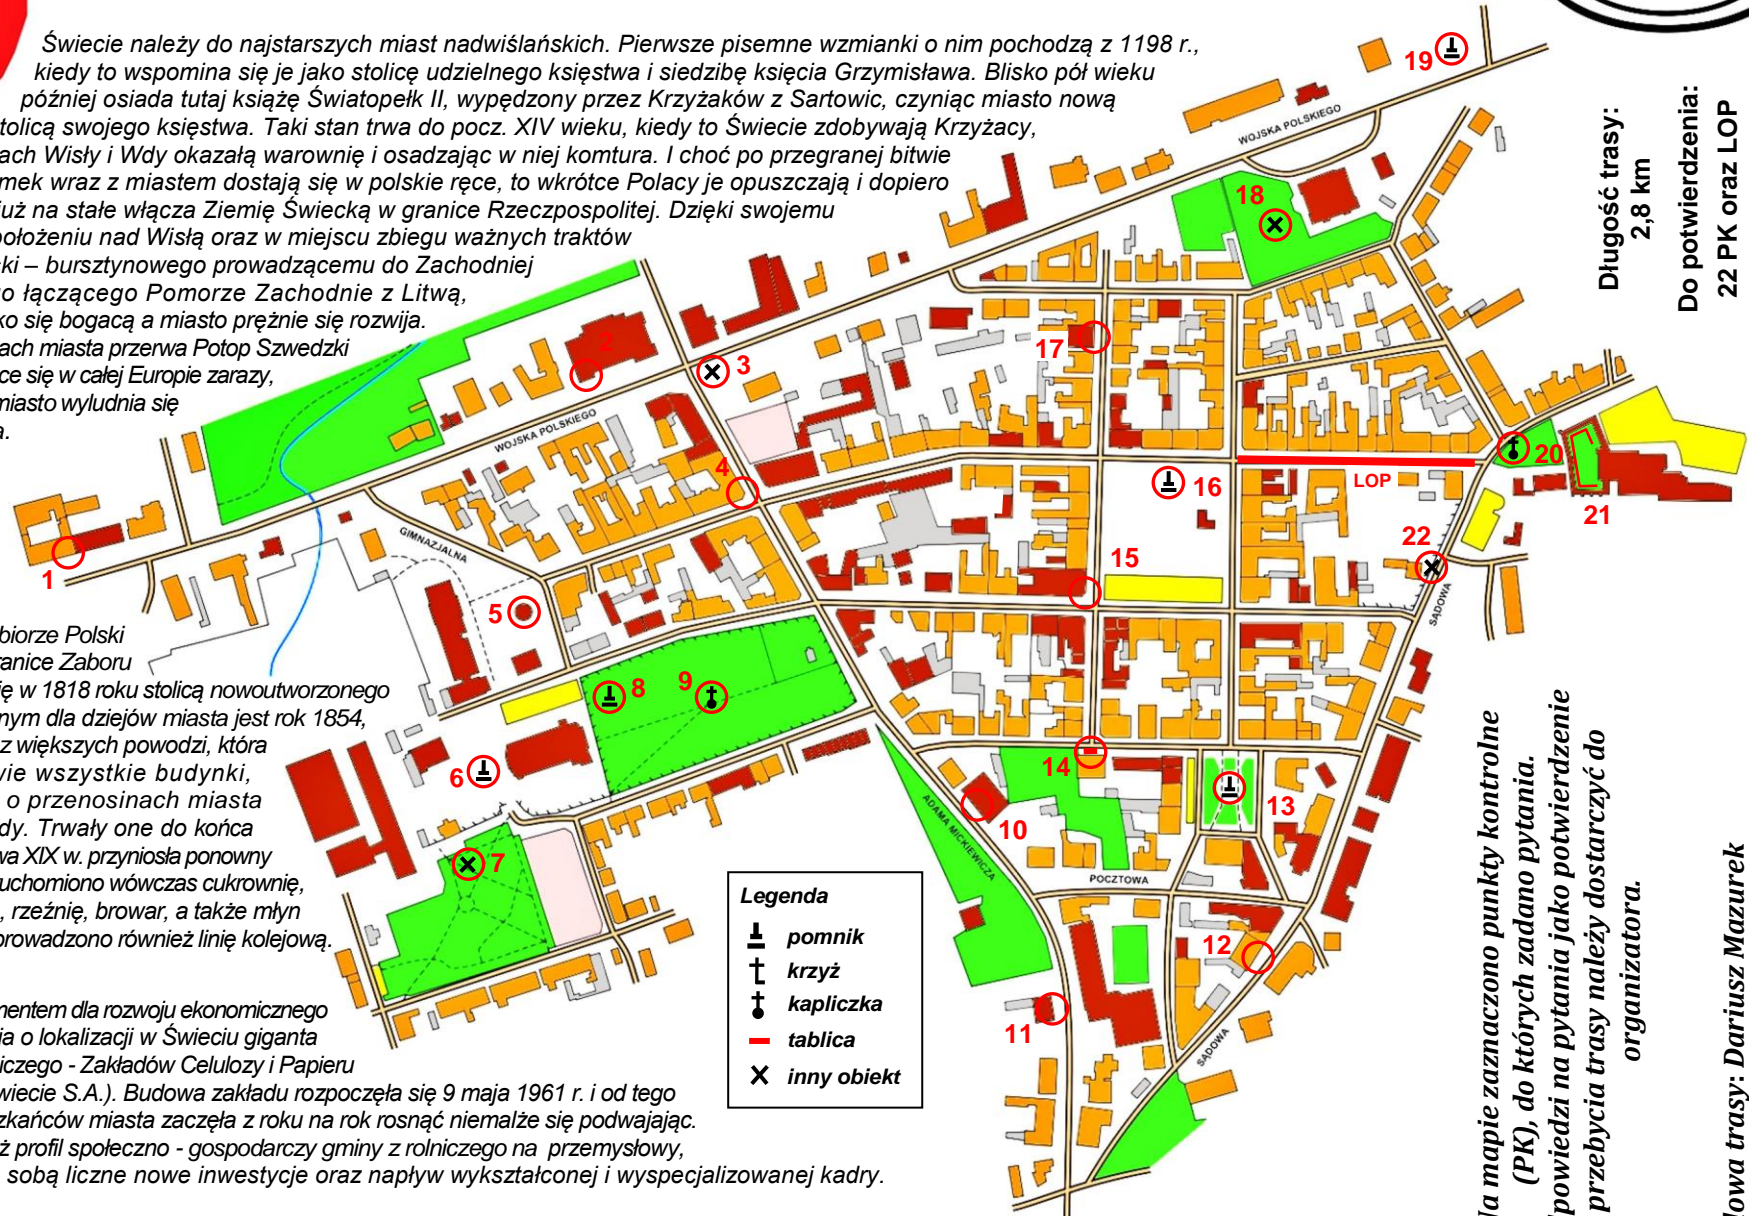 Świecie należy do najstarszych miast nadwiślańskich. Pierwsze pisemne wzmianki o nim pochodzą z 1198 r.,
kiedy to wspomina się je jako stolicę udzielnego księstwa i siedzibę księcia Grzymisława. Blisko pół wieku
później osiada tutaj książę Świätopełk II, wypędzony przez Krzyżaków z Sartowic, czyniąc miasto nową
tolicą swojego księstwa. Taki stan trwa do pocz. XIV wieku, kiedy to Świecie zdobywają Krzyżacy,
ach Wisły i Wdy okazałą warownię i osadzając w niej komtura. I choć po przegranej bitwie
mek wraz z miastem dostają się w polskie ręce, to wkrótce Polacy je opuszczają i dopiero
już na stałe włącza Ziemię Świecką w granice Rzeczpospolitej. Dzięki swojemu
położeniu nad Wisłą oraz w miejscu zbiegu ważnych traktów
ki – bursztynowego prowadzącemu do Zachodniej
o łączącego Pomorze Zachodnie z Litwą,
ko się bogacą a miasto prężnie się rozwija.
ach miasta przerwa Potop Szwedzki
ce się w całej Europie zarazy,
miasto wyludnia się
a.
biorze Polski
ranice Zaboru
ię w 1818 roku stolicą nowoutworzonego
nym dla dziejów miasta jest rok 1854,
z większych powodzi, która
wie wszystkie budynki,
o przenosinach miasta
dy. Trwały one do końca
wa XIX w. przyniosła ponowny
uchomiono wówczas cukrownię,
, rzeźnię, browar, a także młyn
prowadzono również linię kolejową.
mentem dla rozwoju ekonomicznego
ia o lokalizacji w Świeciu giganta
niczego - Zakładów Celulozy i Papieru
wiecie S.A.). Budowa zakładu rozpoczęła się 9 maja 1961 r. i od tego
szkańców miasta zaczęła z roku na rok rosnąć niemalże się podwajając.
ż profil społeczno - gospodarczy gminy z rolniczego na przemysłowy,
sobą liczne nowe inwestycje oraz napływ wykształconej i wyspecjalizowanej kadry.
WOJSKA POLSKIEGO
WOJSKA POLSKIEGO
GIMNAZJALNA
ADAMA MICKIEWICZA
POCZTOWA
SĄDOWA
SĄDOWA
LOP
1
2
3
4
5
6
7
8
9
10
11
12
13
14
15
16
17
18
19
20
21
22
Legenda
pomnik
krzyż
kapliczka
tablica
inny obiekt
Długość trasy:
2,8 km
Do potwierdzenia:
22 PK oraz LOP
Na mapie zaznaczono punkty kontrolne
(PK), do których zadano pytania.
powiedzi na pytania jako potwierdzenie
przebycia trasy należy dostarczyć do
organizatora.
dowa trasy: Dariusz Mazurek